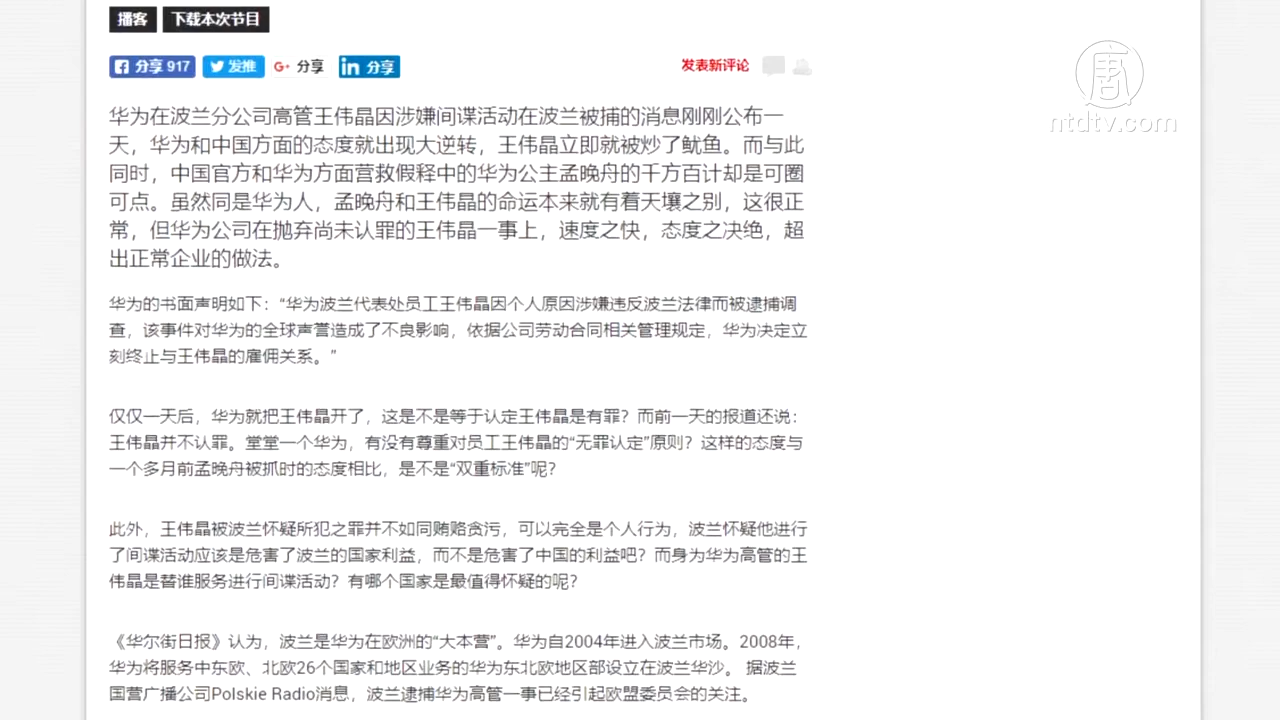 播客 下载本次节目
分享 917 发推 G+ 分享 in 分享 发表新评论
唐
ntdtv.com
华为在波兰分公司高管王伟晶因涉嫌间谍活动在波兰被捕的消息刚刚公布一
天，华为和中国方面的态度就出现大逆转，王伟晶立即就被炒了鱿鱼。而与此
同时，中国官方和华为方面营救假释中的华为公主孟晚舟的千方百计却是可圈
可点。虽然同是华为人，孟晚舟和王伟晶的命运本来就有着天壤之别，这很正
常，但华为公司在抛弃尚未认罪的王伟晶一事上，速度之快，态度之决绝，超
出正常企业的做法。
华为的书面声明如下：“华为波兰代表处员工王伟晶因个人原因涉嫌违反波兰法律而被逮捕调
查，该事件对华为的全球声誉造成了不良影响，依据公司劳动合同相关管理规定，华为决定立
刻终止与王伟晶的雇佣关系。”
仅仅一天后，华为就把王伟晶开了，这是不是等于认定王伟晶是有罪？而前一天的报道还说：
王伟晶并不认罪。堂堂一个华为，有没有尊重对员工王伟晶的“无罪认定”原则？这样的态度与
一个多月前孟晚舟被抓时的态度相比，是不是“双重标准”呢？
此外，王伟晶被波兰怀疑所犯之罪并不如同贿赂贪污，可以完全是个人行为，波兰怀疑他进行
了间谍活动应该是危害了波兰的国家利益，而不是危害了中国的利益吧？而身为华为高管的王
伟晶是替谁服务进行间谍活动？有哪个国家是最值得怀疑的呢？
《华尔街日报》认为，波兰是华为在欧洲的“大本营”。华为自2004年进入波兰市场。2008年，
华为将服务中东欧、北欧26个国家和地区业务的华为东北欧地区部设立在波兰华沙。 据波兰
国营广播公司Polskie Radio消息，波兰逮捕华为高管一事已经引起欧盟委员会的关注。